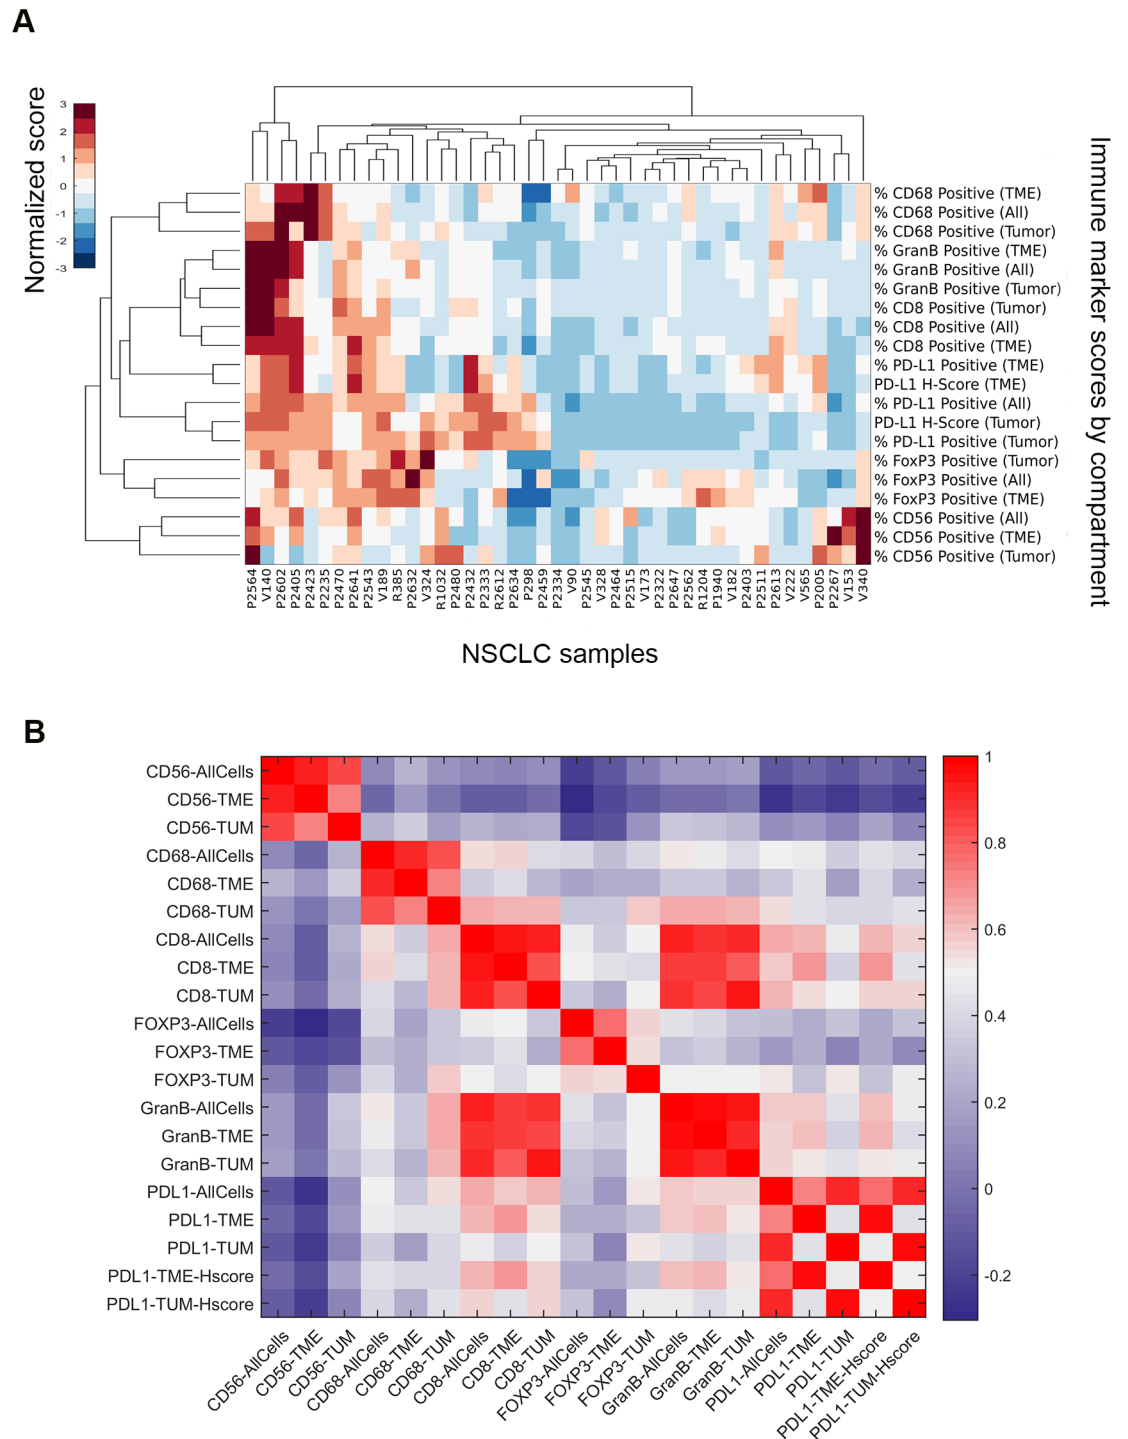 A
Normalized score
3
2
1
0
-1
-2
-3
% CD68 Positive (TME)
% CD68 Positive (All)
% CD68 Positive (Tumor)
% GranB Positive (TME)
% GranB Positive (All)
% GranB Positive (Tumor)
% CD8 Positive (Tumor)
% CD8 Positive (All)
% CD8 Positive (TME)
% PD-L1 Positive (TME)
PD-L1 H-Score (TME)
% PD-L1 Positive (All)
PD-L1 H-Score (Tumor)
% PD-L1 Positive (Tumor)
% FoxP3 Positive (Tumor)
% FoxP3 Positive (All)
% FoxP3 Positive (TME)
% CD56 Positive (All)
% CD56 Positive (TME)
% CD56 Positive (Tumor)
Immune marker scores by compartment
P2564
V140
P2602
P2405
P2423
P2235
P2470
P2641
P2543
V189
R385
P2632
V324
R1032
P2480
P2432
P2333
R2612
P2634
P298
P2459
P2334
V90
P2545
V328
P2464
P2515
V173
P2322
P2647
P2562
R1204
P1940
V182
P2403
P2511
P2613
V222
V565
P2005
P2267
V153
V340
NSCLC samples
B
CD56-AllCells
CD56-TME
CD56-TUM
CD68-AllCells
CD68-TME
CD68-TUM
CD8-AllCells
CD8-TME
CD8-TUM
FOXP3-AllCells
FOXP3-TME
FOXP3-TUM
GranB-AllCells
GranB-TME
GranB-TUM
PDL1-AllCells
PDL1-TME
PDL1-TUM
PDL1-TME-Hscore
PDL1-TUM-Hscore
1
0.8
0.6
0.4
0.2
0
-0.2
CD56-AllCells
CD56-TME
CD56-TUM
CD68-AllCells
CD68-TME
CD68-TUM
CD8-AllCells
CD8-TME
CD8-TUM
FOXP3-AllCells
FOXP3-TME
FOXP3-TUM
GranB-AllCells
GranB-TME
GranB-TUM
PDL1-AllCells
PDL1-TME
PDL1-TUM
PDL1-TME-Hscore
PDL1-TUM-Hscore